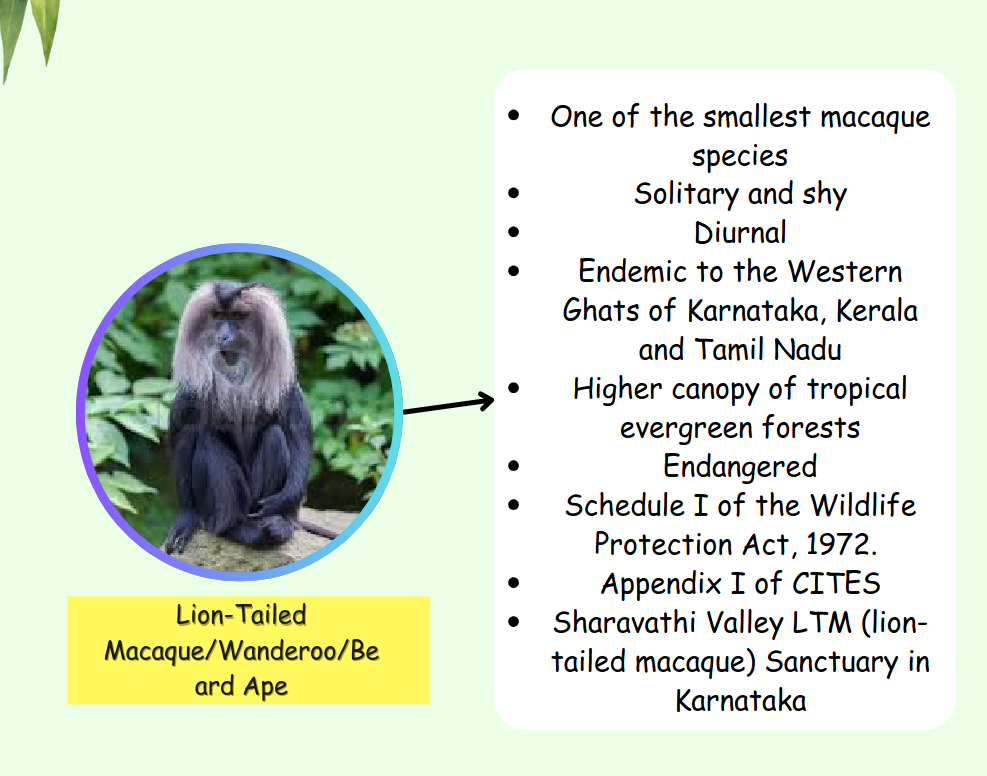 • One of the smallest macaque
species
• Solitary and shy
• Diurnal
• Endemic to the Western
Ghats of Karnataka, Kerala
and Tamil Nadu
• Higher canopy of tropical
evergreen forests
• Endangered
• Schedule I of the Wildlife
Protection Act, 1972.
• Appendix I of CITES
• Sharavathi Valley LTM (lion-
tailed macaque) Sanctuary in
Karnataka
Lion-Tailed
Macaque/Wanderoo/Be
ard Ape